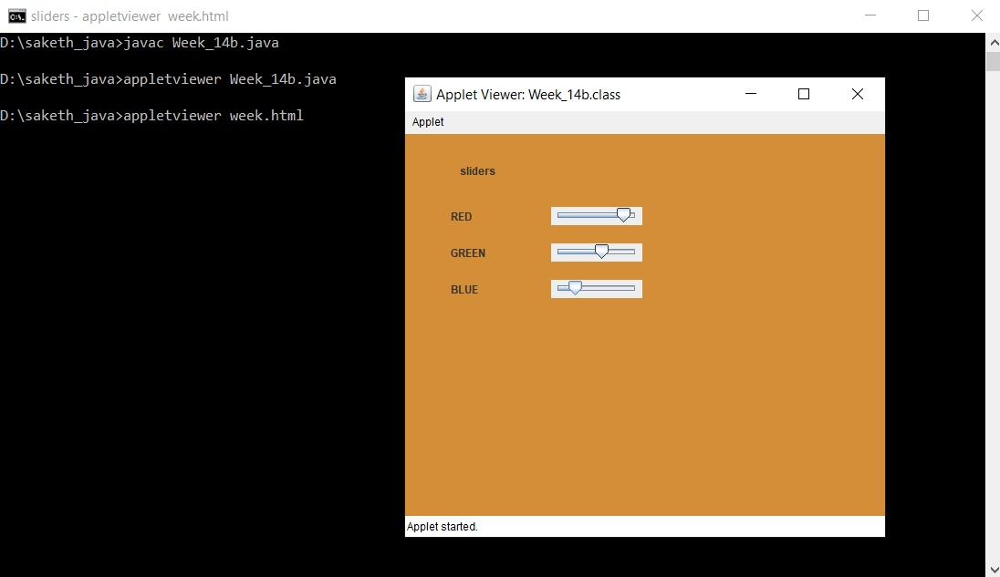 sliders - appletviewer  week.html
D:\saketh_java>javac Week_14b.java
D:\saketh_java>appletviewer Week_14b.java
D:\saketh_java>appletviewer week.html
Applet Viewer: Week_14b.class
Applet
sliders
RED
GREEN
BLUE
Applet started.